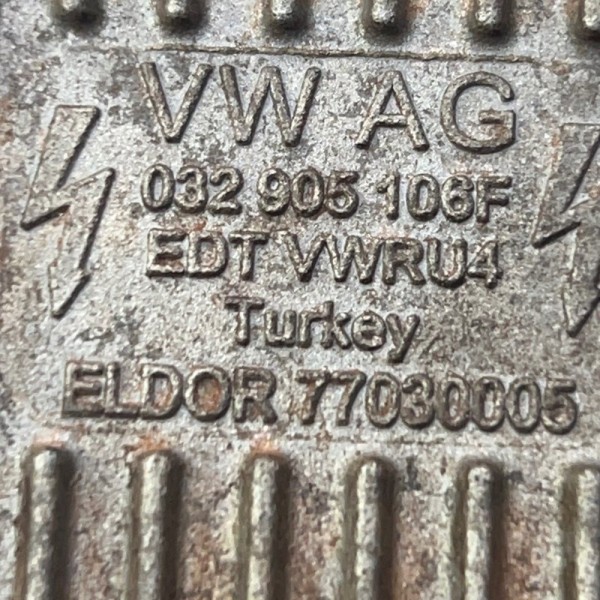 VW AG
032 905 106F
EDT VWRU4
Turkey
ELDOR 77030005